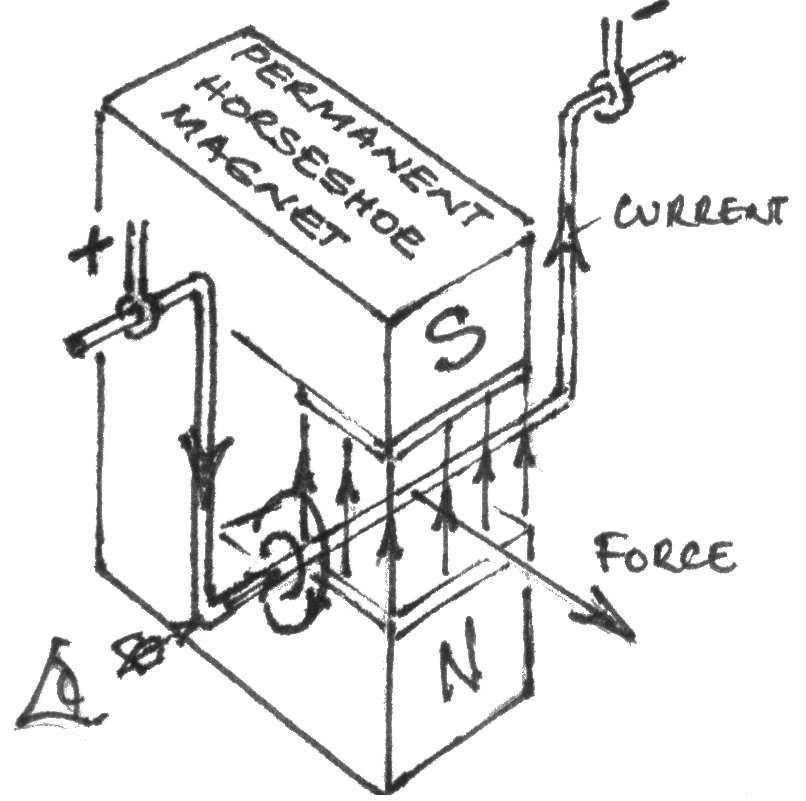 PERMANENT
HORSESHOE
MAGNET
-
+
CURRENT
S
FORCE
N